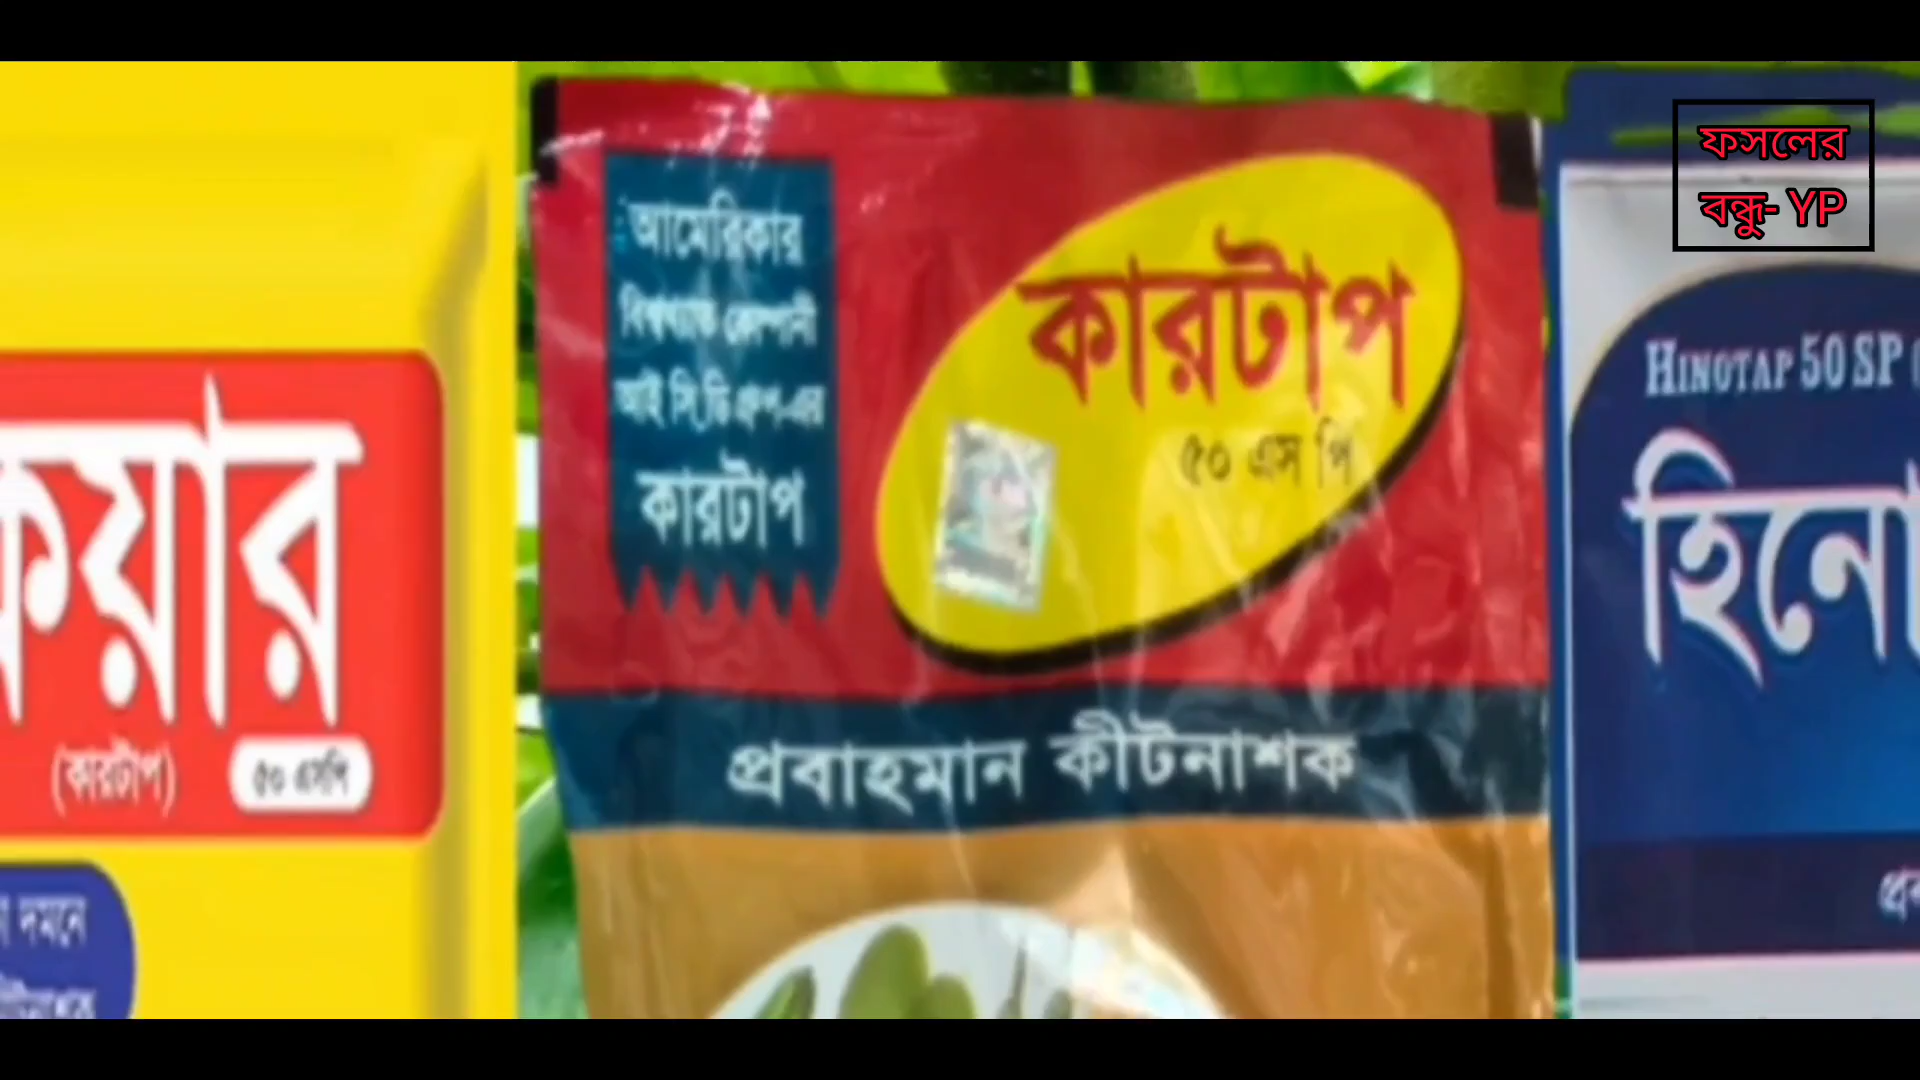 ফসলের
বন্ধু- YP
আমেরিকার
বিশ্বখ্যাত কোম্পানী
আই সি ডি গ্রুপ-এর
কারটাপ
কারটাপ
৫০ এস পি
প্রবাহমান কীটনাশক
(কারটাপ)
৫০ এসপি
দমনে
HINOTAP 50 SP